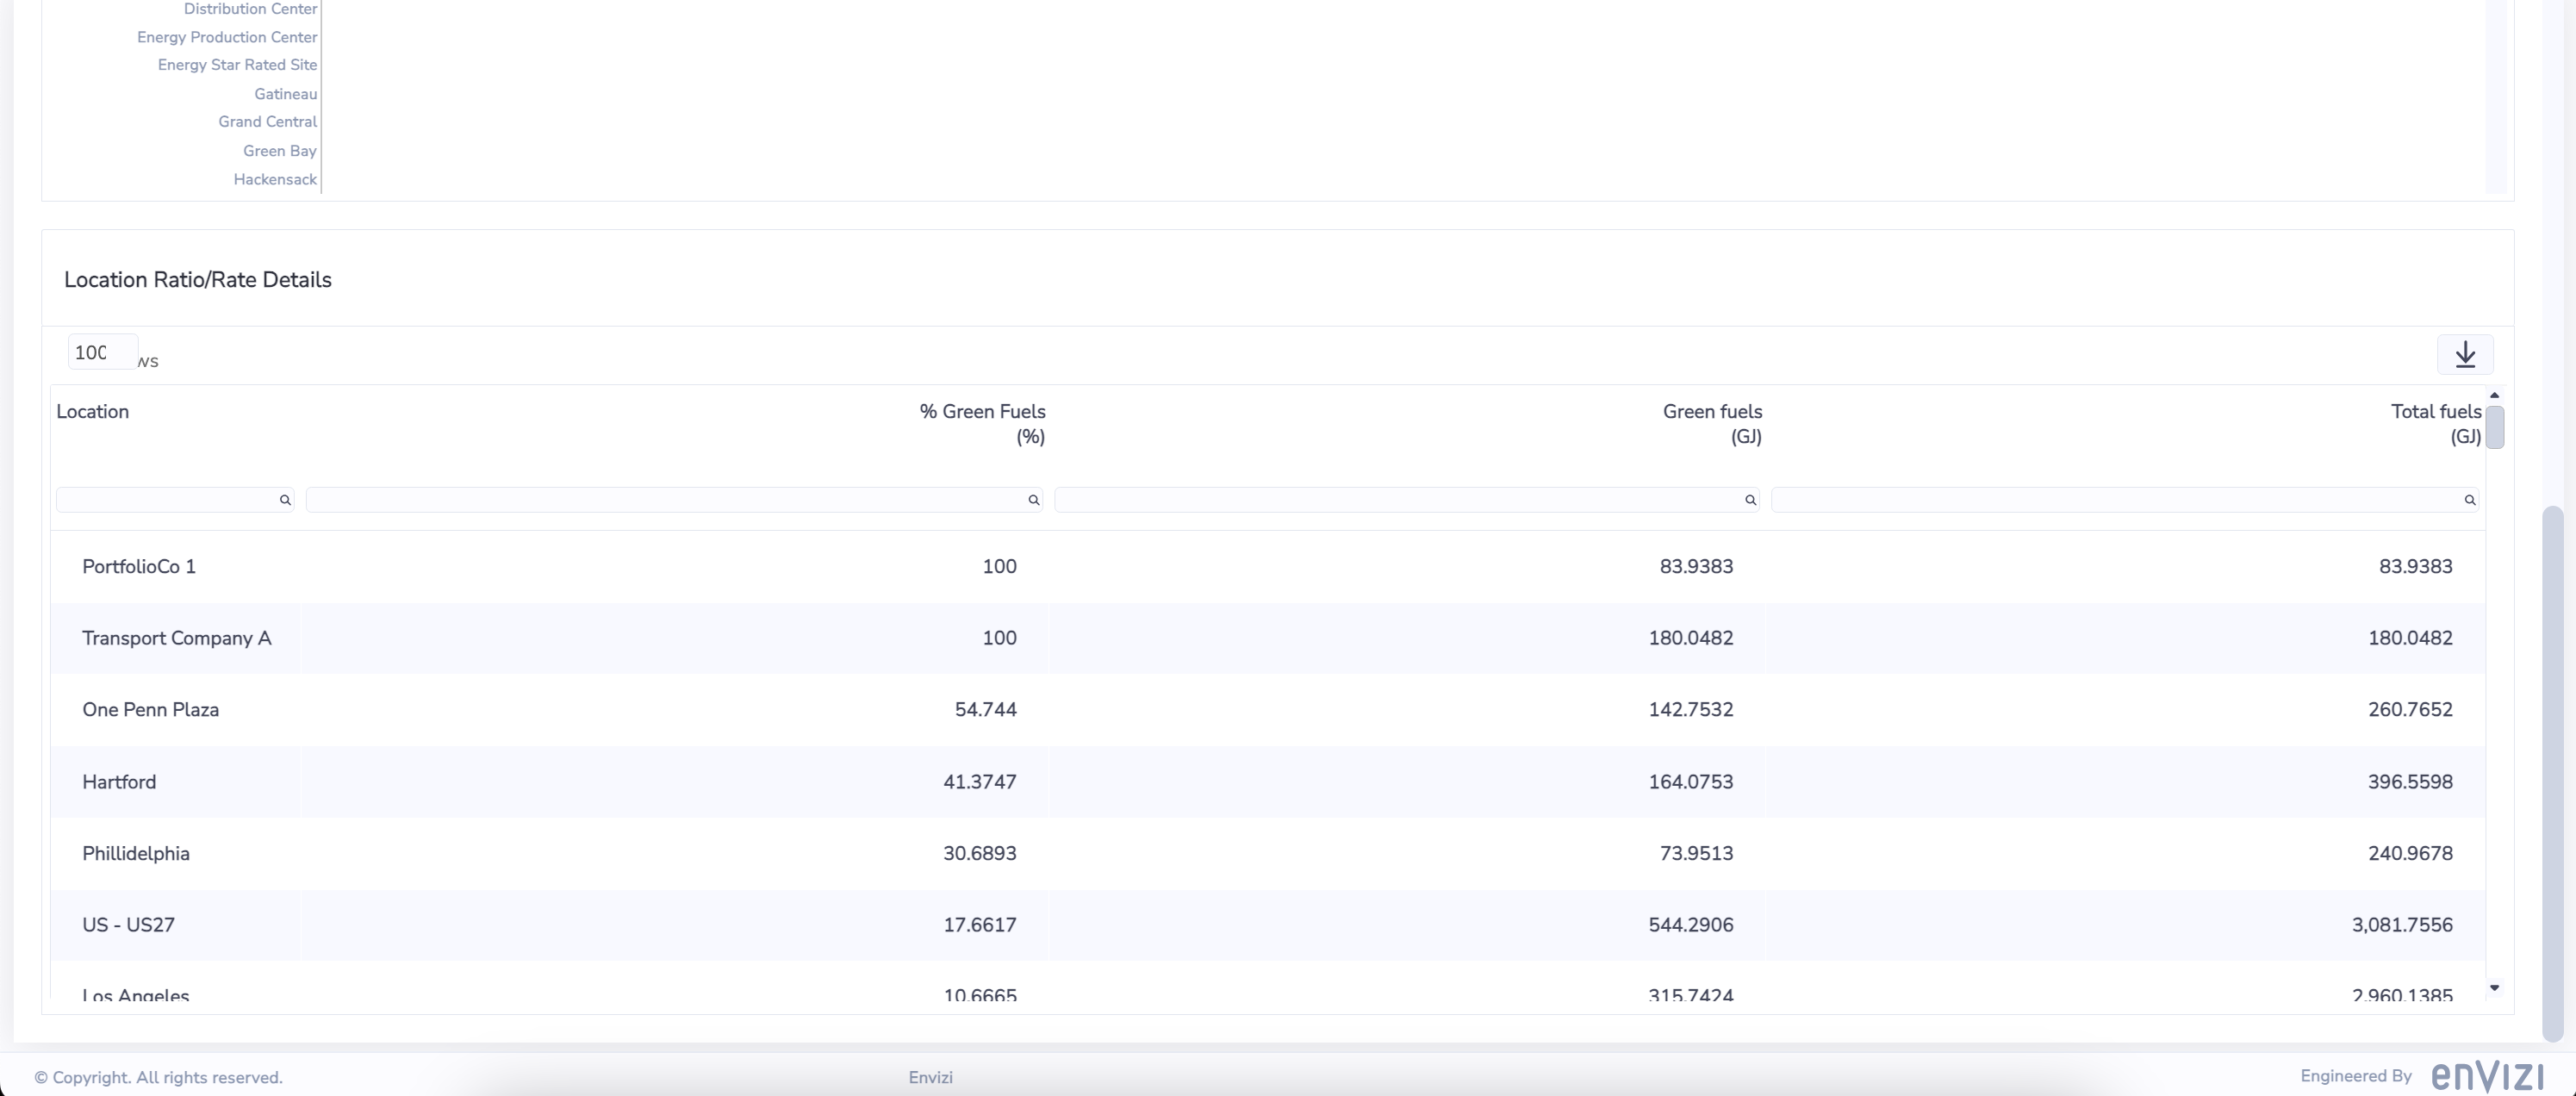 Distribution Center
Energy Production Center
Energy Star Rated Site
Gatineau
Grand Central
Green Bay
Hackensack
Location Ratio/Rate Details
100 ws
Location % Green Fuels (%) Green fuels (GJ) Total fuels (GJ)
PortfolioCo 1 100 83.9383 83.9383
Transport Company A 100 180.0482 180.0482
One Penn Plaza 54.744 142.7532 260.7652
Hartford 41.3747 164.0753 396.5598
Phillidelphia 30.6893 73.9513 240.9678
US - US27 17.6617 544.2906 3,081.7556
Los Angeles 10.6665 315.7424 2,960.1385
© Copyright. All rights reserved. Envizi Engineered By enVIZI